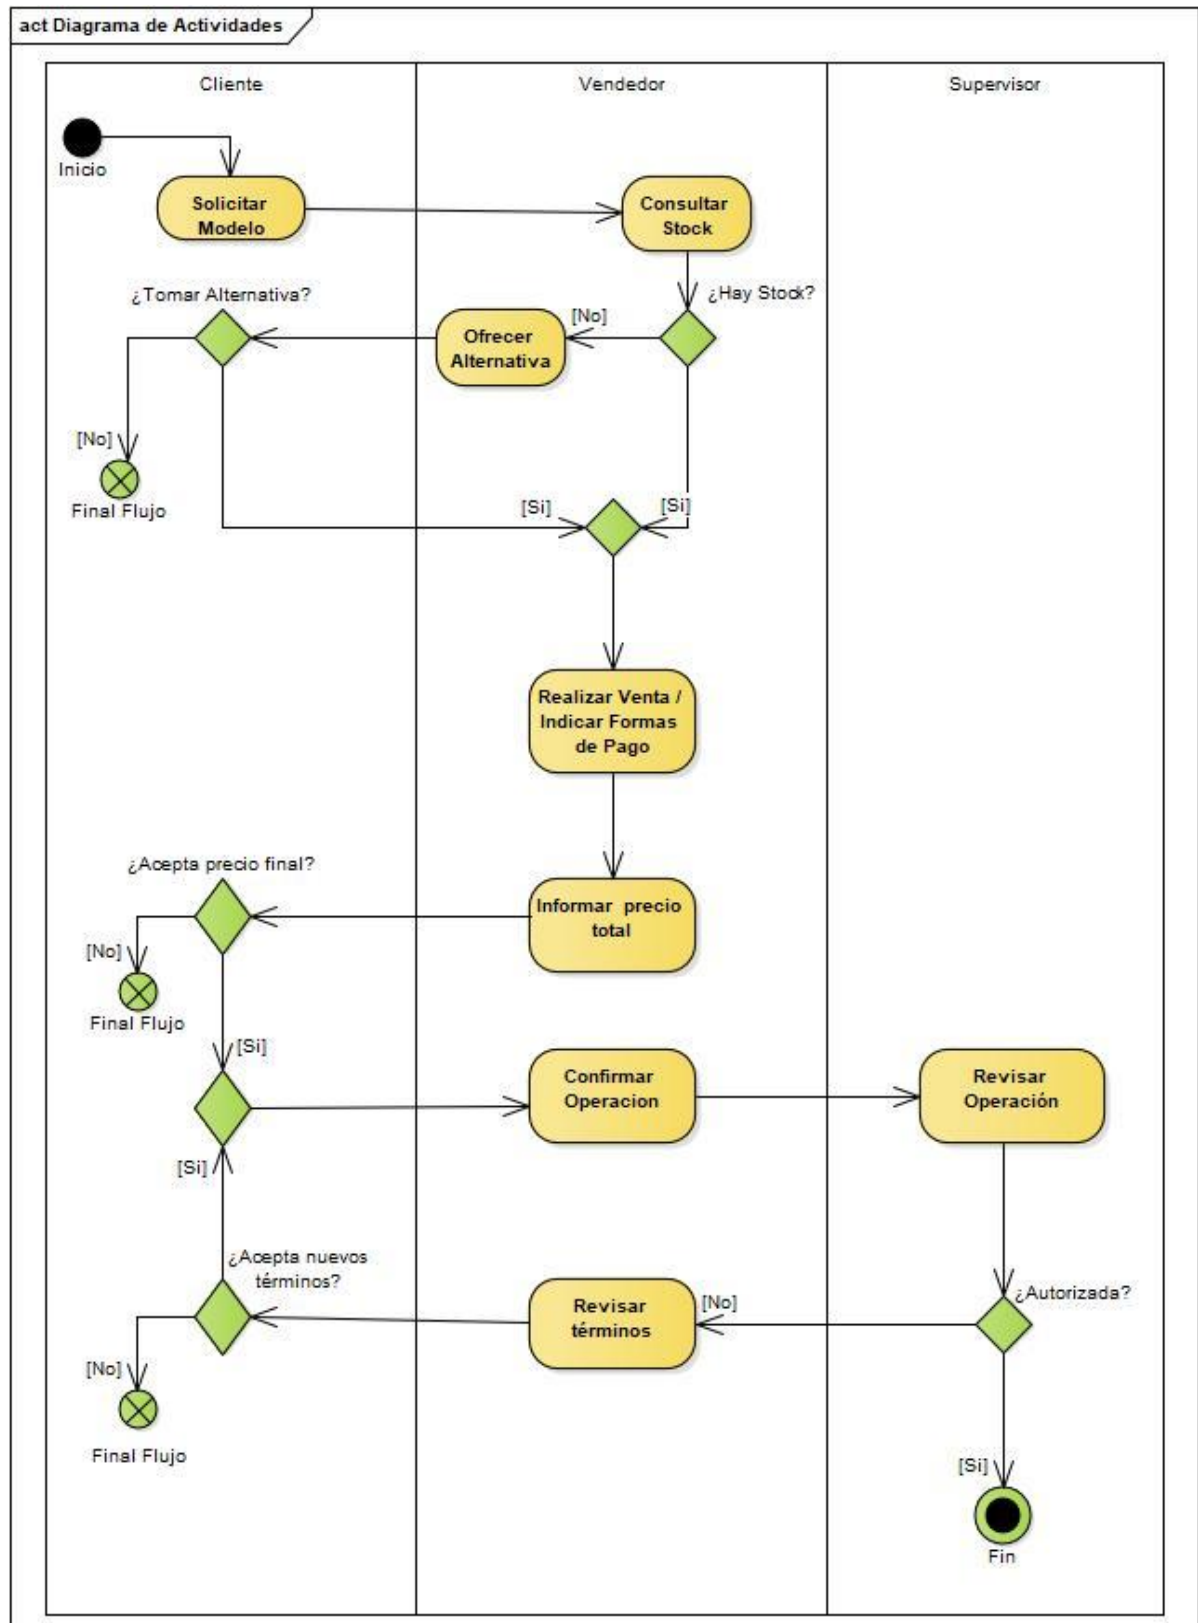 act Diagrama de Actividades
Cliente
Vendedor
Supervisor
Inicio
Solicitar
Modelo
Consultar
Stock
¿Tomar Alternativa?
¿Hay Stock?
[No]
Ofrecer
Alternativa
[No]
Final Flujo
[Si]
[Si]
Realizar Venta /
Indicar Formas
de Pago
¿Acepta precio final?
Informar precio
total
[No]
Final Flujo
[Si]
Confirmar
Operacion
Revisar
Operación
[Si]
¿Acepta nuevos
términos?
Revisar
términos
[No]
¿Autorizada?
[No]
Final Flujo
[Si]
Fin